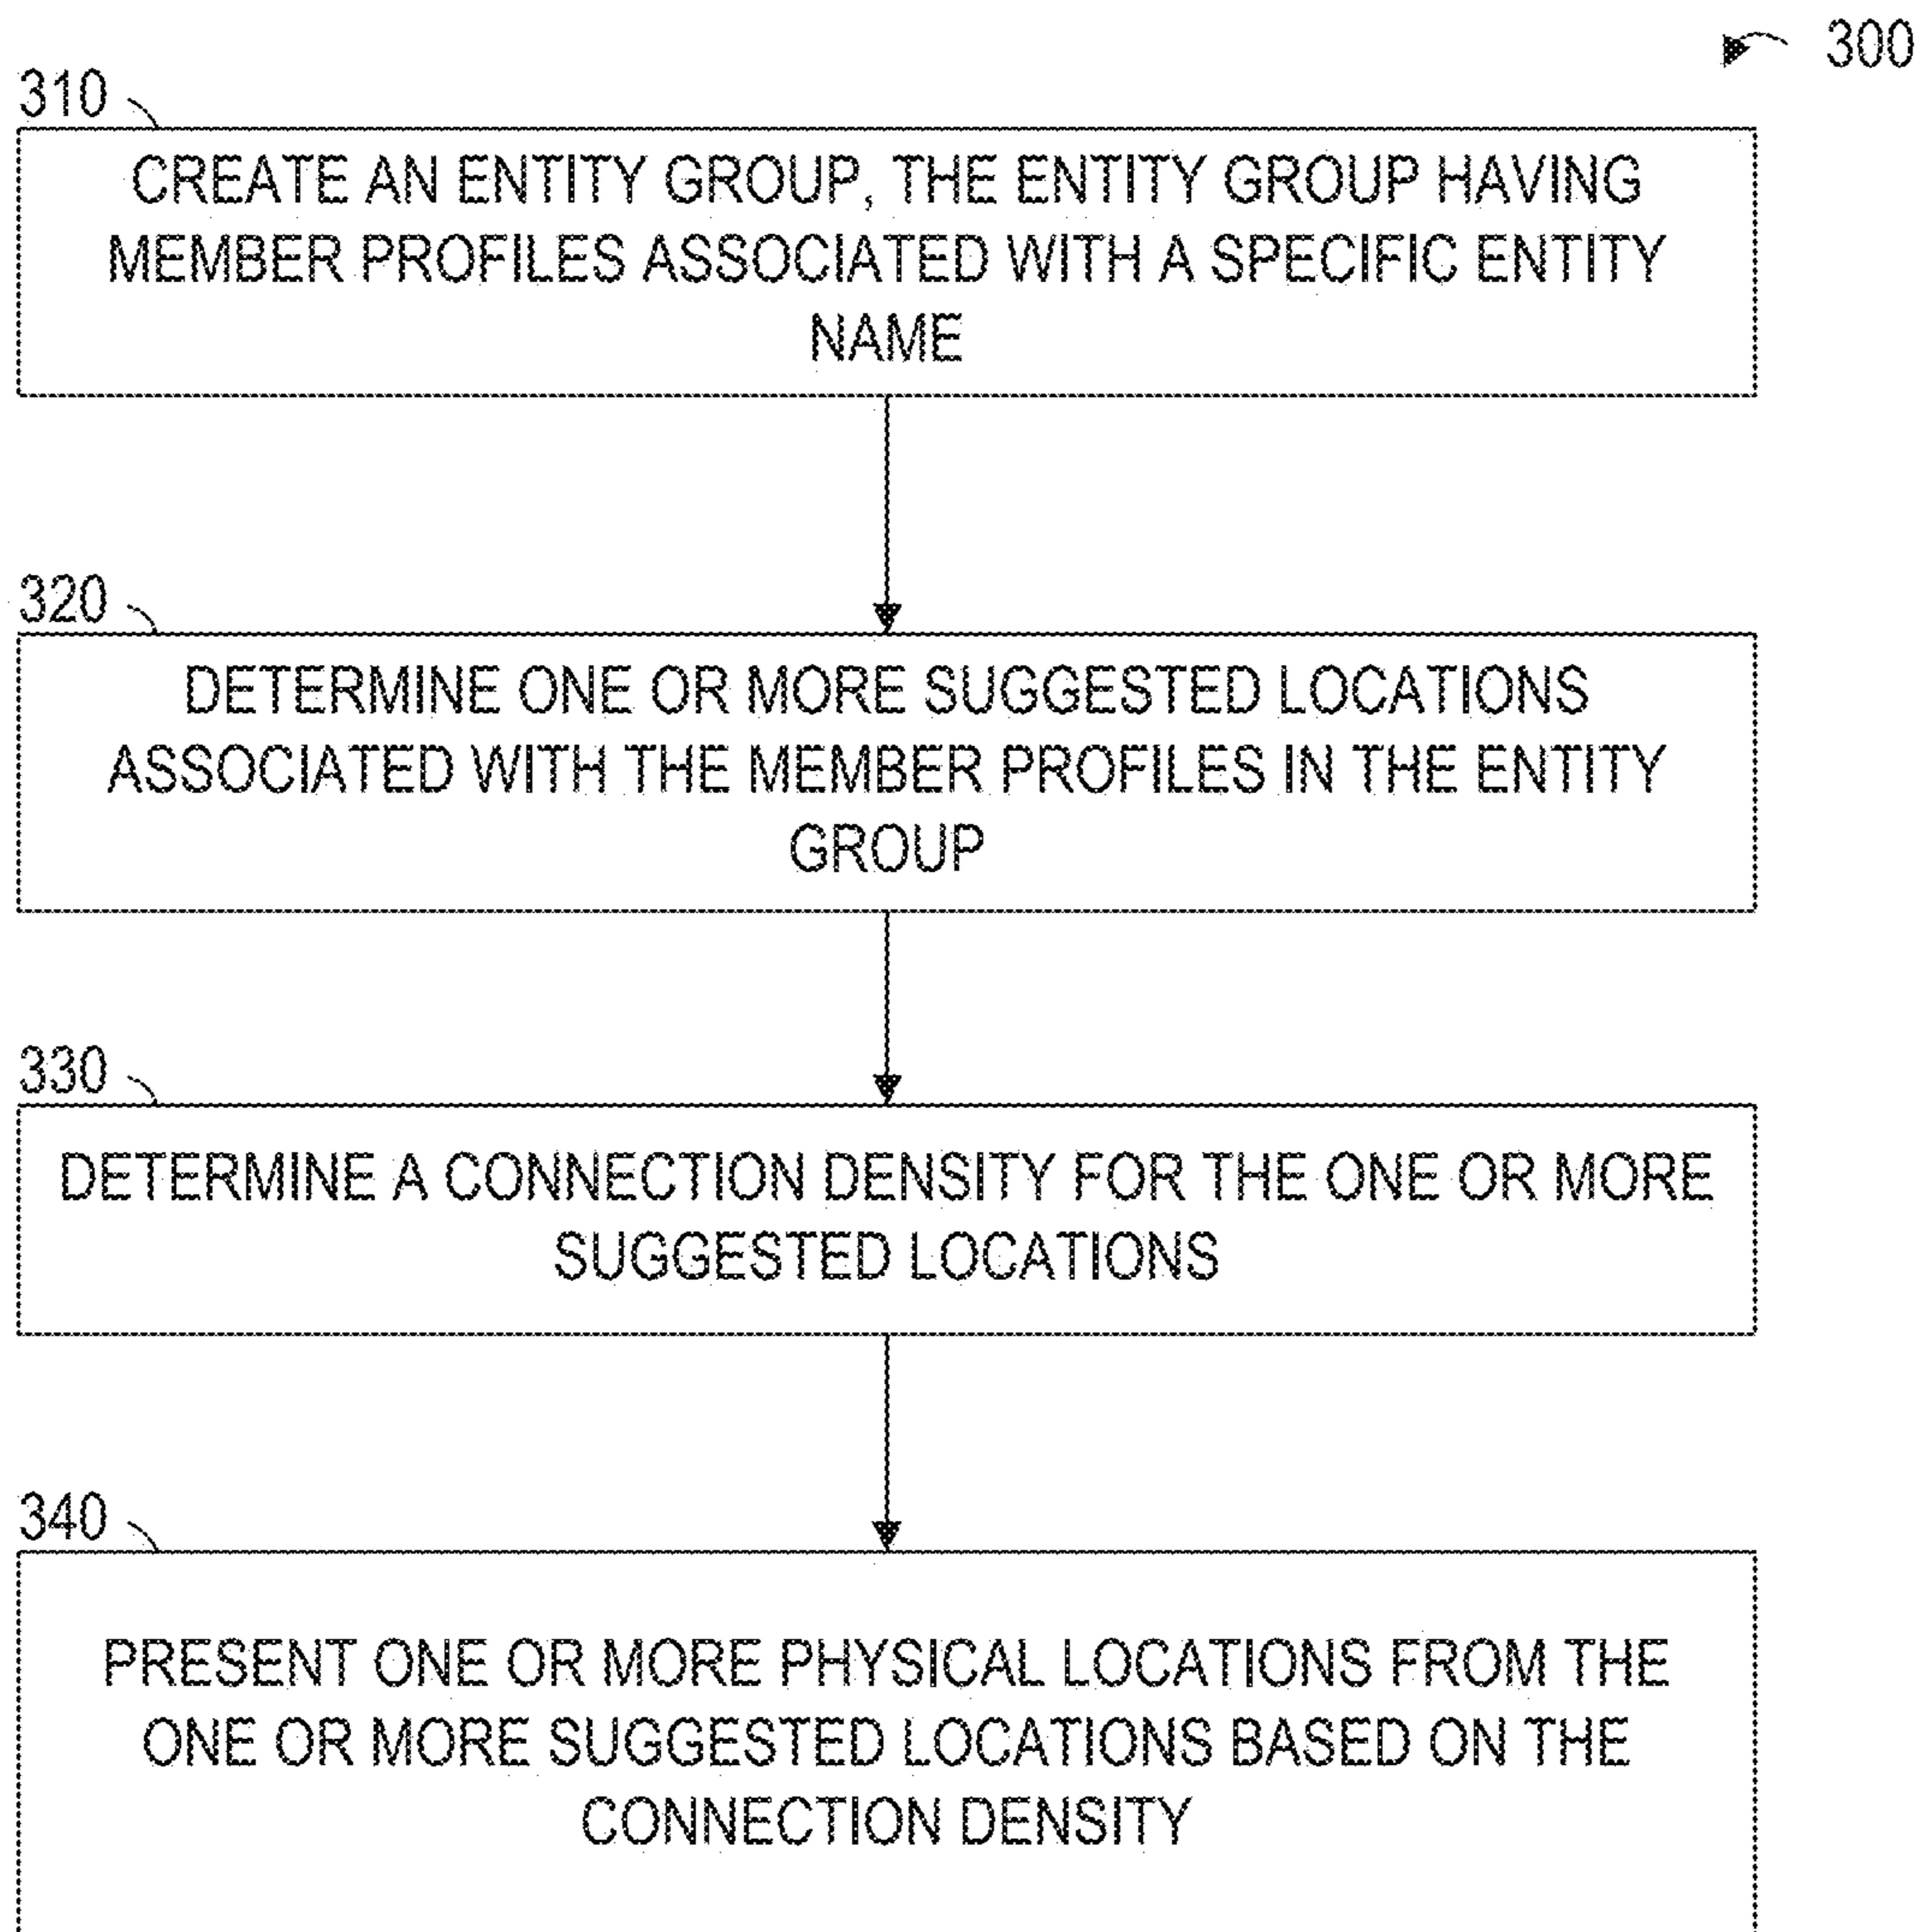 300
310
CREATE AN ENTITY GROUP, THE ENTITY GROUP HAVING
MEMBER PROFILES ASSOCIATED WITH A SPECIFIC ENTITY
NAME
320
DETERMINE ONE OR MORE SUGGESTED LOCATIONS
ASSOCIATED WITH THE MEMBER PROFILES IN THE ENTITY
GROUP
330
DETERMINE A CONNECTION DENSITY FOR THE ONE OR MORE
SUGGESTED LOCATIONS
340
PRESENT ONE OR MORE PHYSICAL LOCATIONS FROM THE
ONE OR MORE SUGGESTED LOCATIONS BASED ON THE
CONNECTION DENSITY